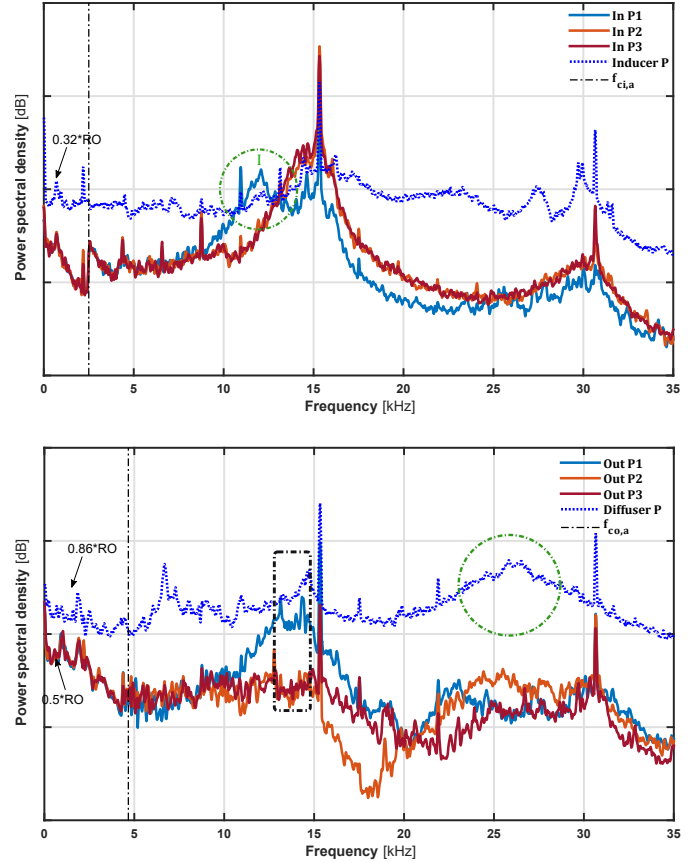 In P1
In P2
In P3
Inducer P
f_ci,a
0.32*RO
I
Power spectral density [dB]
0 5 10 15 20 25 30 35
Frequency [kHz]
Out P1
Out P2
Out P3
Diffuser P
f_co,a
0.86*RO
0.5*RO
Power spectral density [dB]
0 5 10 15 20 25 30 35
Frequency [kHz]